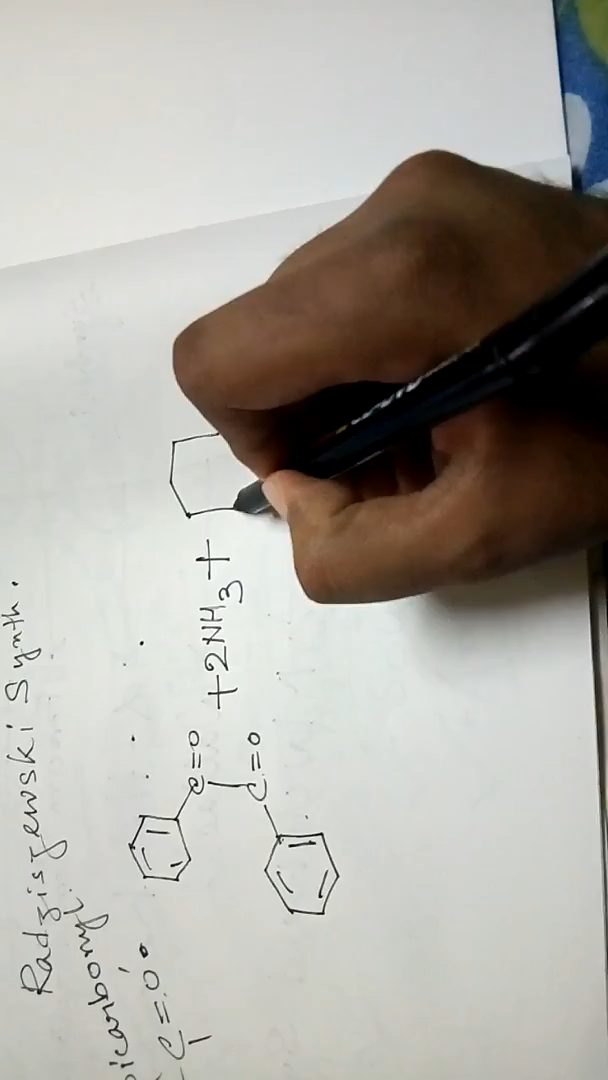 Radziszewski Synth.
Dicarbonyl.
C=O
C=O +2NH3+
C=O